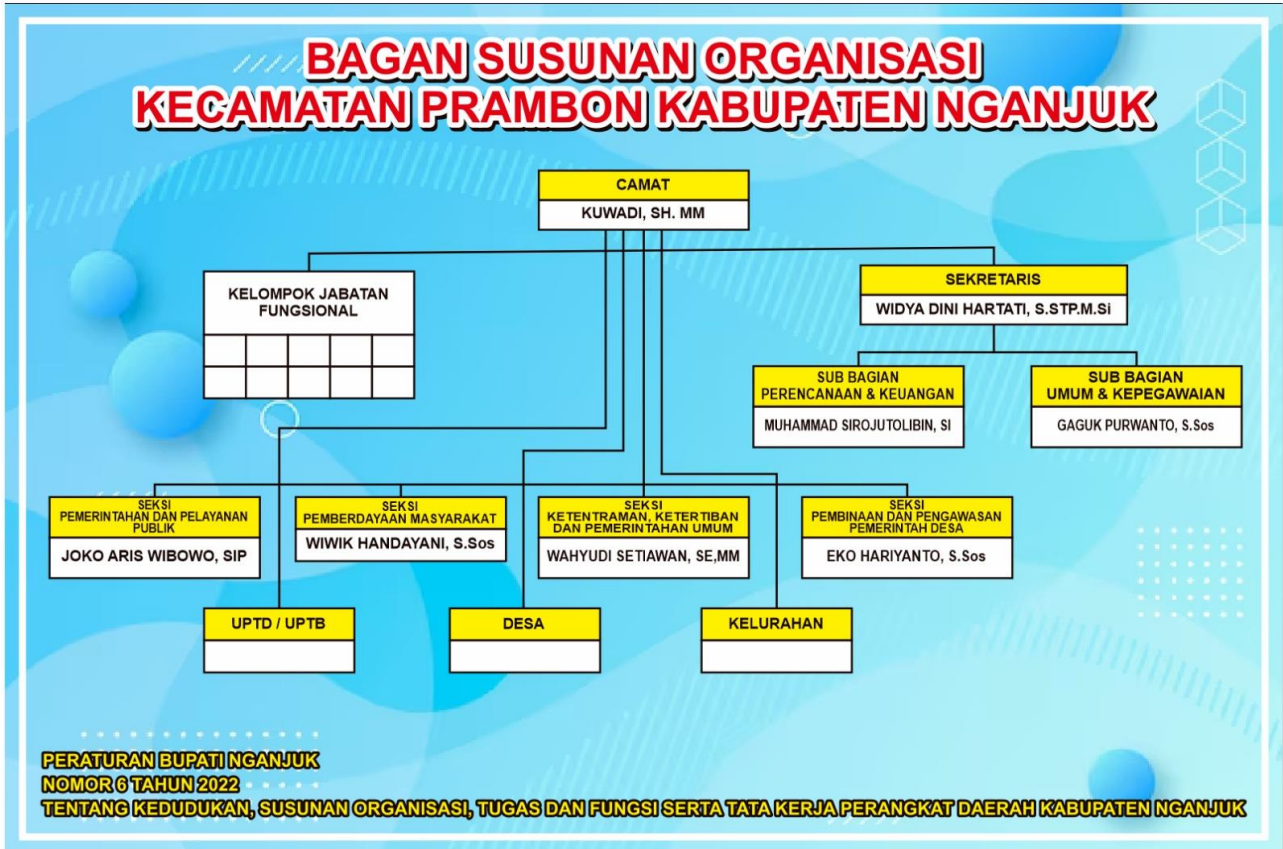 BAGAN SUSUNAN ORGANISASI
KECAMATAN PRAMBON KABUPATEN NGANJUK
CAMAT
KUWADI, SH. MM
KELOMPOK JABATAN
FUNGSIONAL
SEKRETARIS
WIDYA DINI HARTATI, S.STP.M.Si
SUB BAGIAN
PERENCANAAN & KEUANGAN
MUHAMMAD SIROJUTOLIBIN, SI
SUB BAGIAN
UMUM & KEPEGAWAIAN
GAGUK PURWANTO, S.Sos
SEKSI
PEMERINTAHAN DAN PELAYANAN
PUBLIK
JOKO ARIS WIBOWO, SIP
SEKSI
PEMBERDAYAAN MASYARAKAT
WIWIK HANDAYANI, S.Sos
SEKSI
KETENTRAMAN, KETERTIBAN
DAN PEMERINTAHAN UMUM
WAHYUDI SETIAWAN, SE,MM
SEKSI
PEMBINAAN DAN PENGAWASAN
PEMERINTAH DESA
EKO HARIYANTO, S.Sos
UPTD / UPTB
DESA
KELURAHAN
PERATURAN BUPATI NGANJUK
NOMOR 6 TAHUN 2022
TENTANG KEDUDUKAN, SUSUNAN ORGANISASI, TUGAS DAN FUNGSI SERTA TATA KERJA PERANGKAT DAERAH KABUPATEN NGANJUK